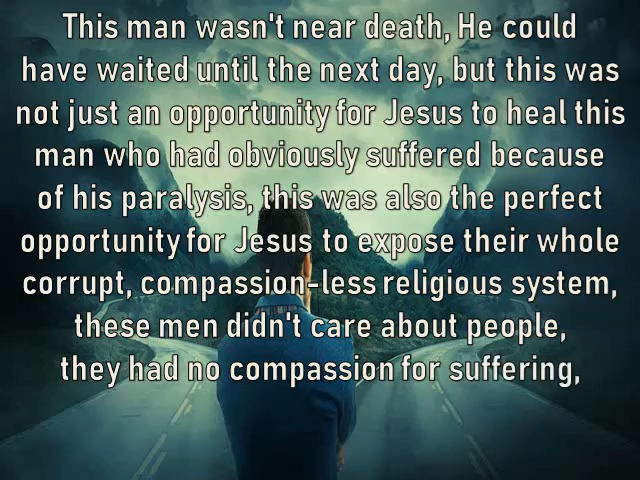 This man wasn't near death, He could
have waited until the next day, but this was
not just an opportunity for Jesus to heal this
man who had obviously suffered because
of his paralysis, this was also the perfect
opportunity for Jesus to expose their whole
corrupt, compassion-less religious system,
these men didn't care about people,
they had no compassion for suffering,